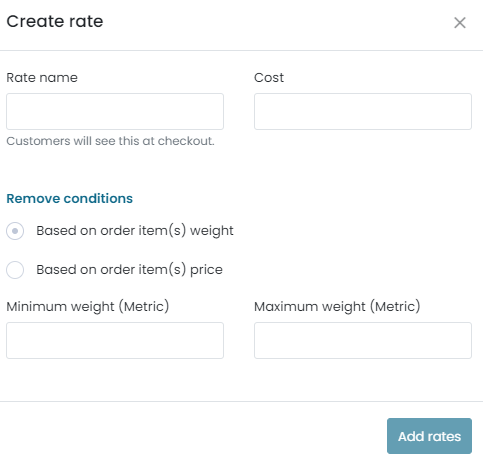 Create rate
Rate name
Cost
Customers will see this at checkout.
Remove conditions
Based on order item(s) weight
Based on order item(s) price
Minimum weight (Metric)
Maximum weight (Metric)
Add rates